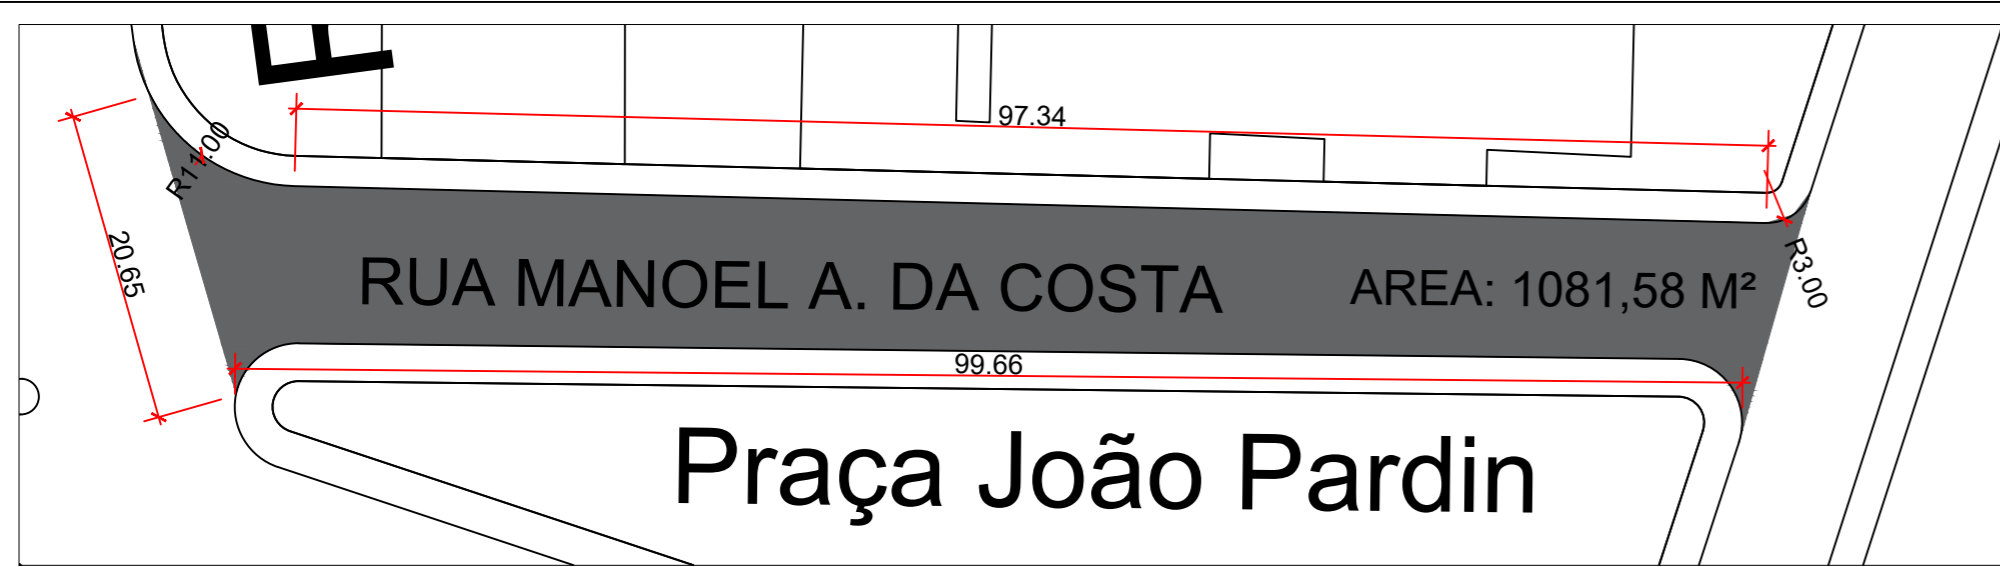 97.34
R11.00
20.65
RUA MANOEL A. DA COSTA
AREA: 1081,58 M²
R3.00
99.66
Praça João Pardin